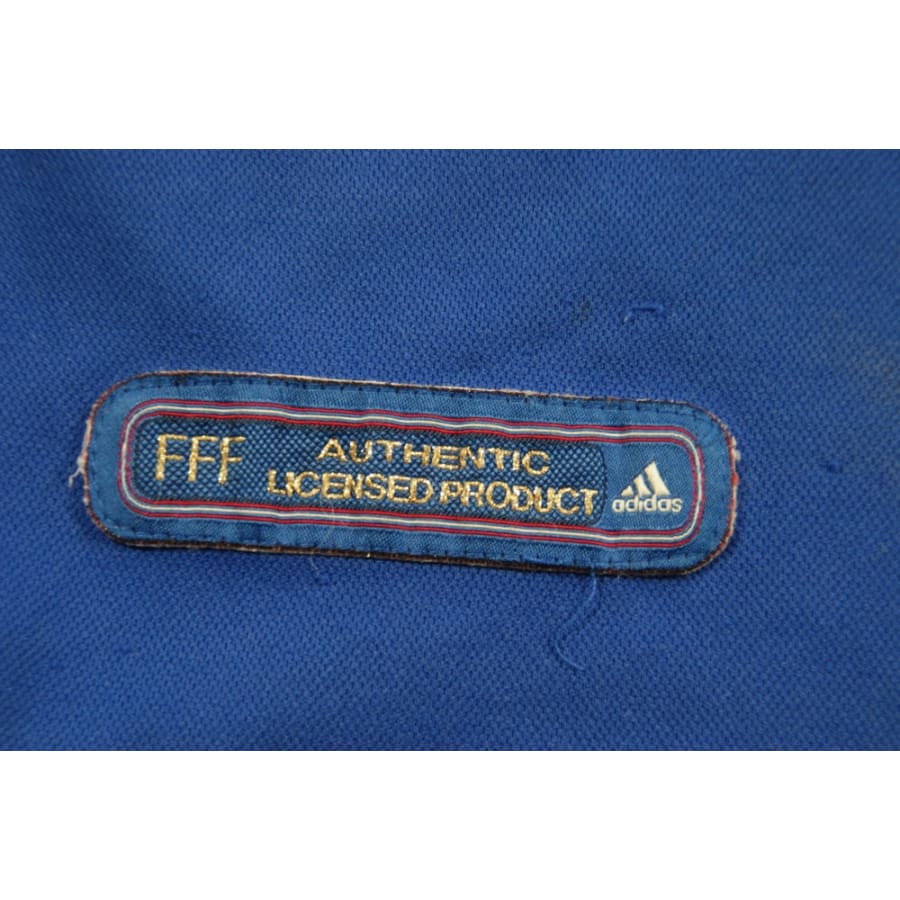 FFF
AUTHENTIC
LICENSED PRODUCT
adidas